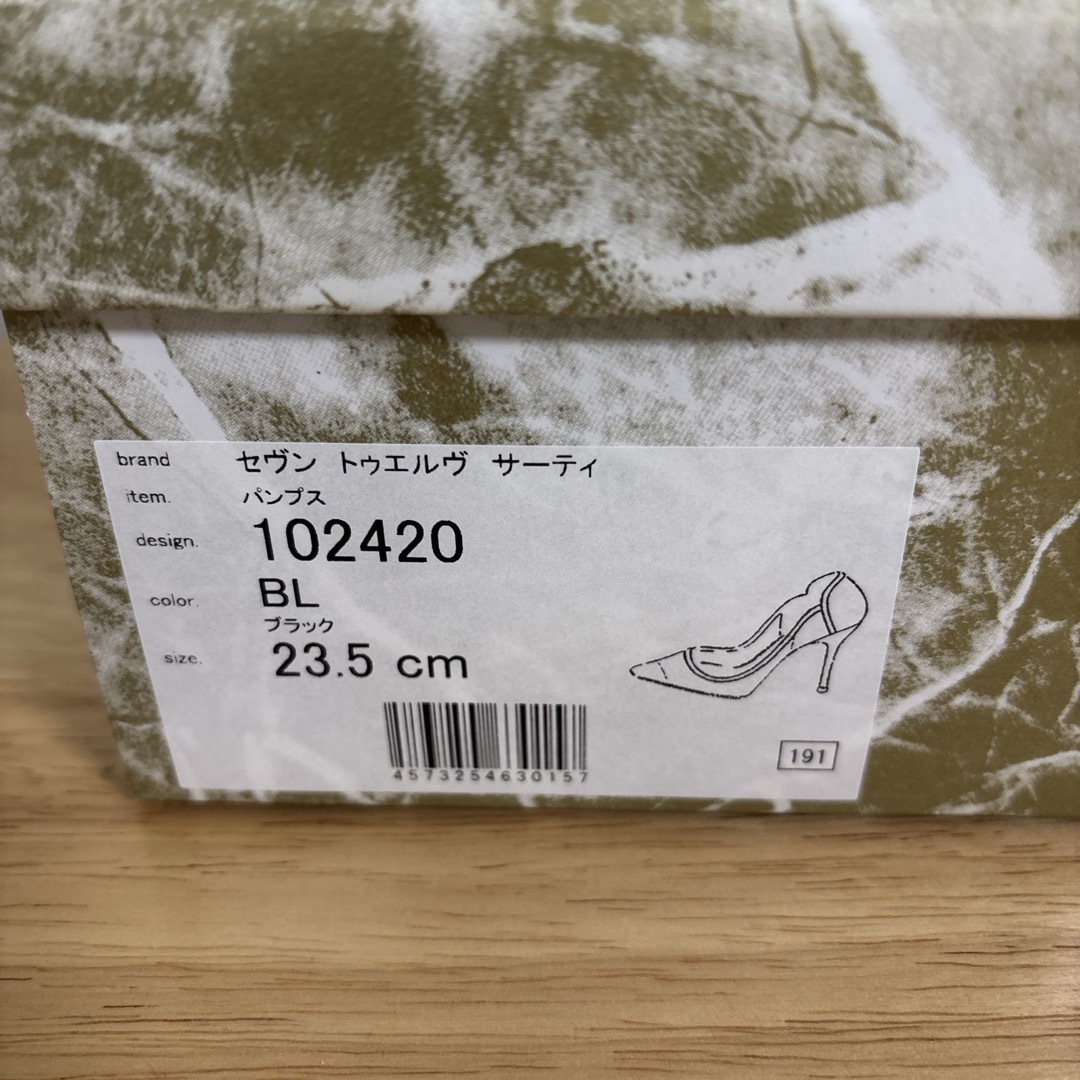 brand セヴン トゥエルヴ サーティ
item. パンプス
design. 102420
color. BL
ブラック
size. 23.5 cm
4573254630157
191